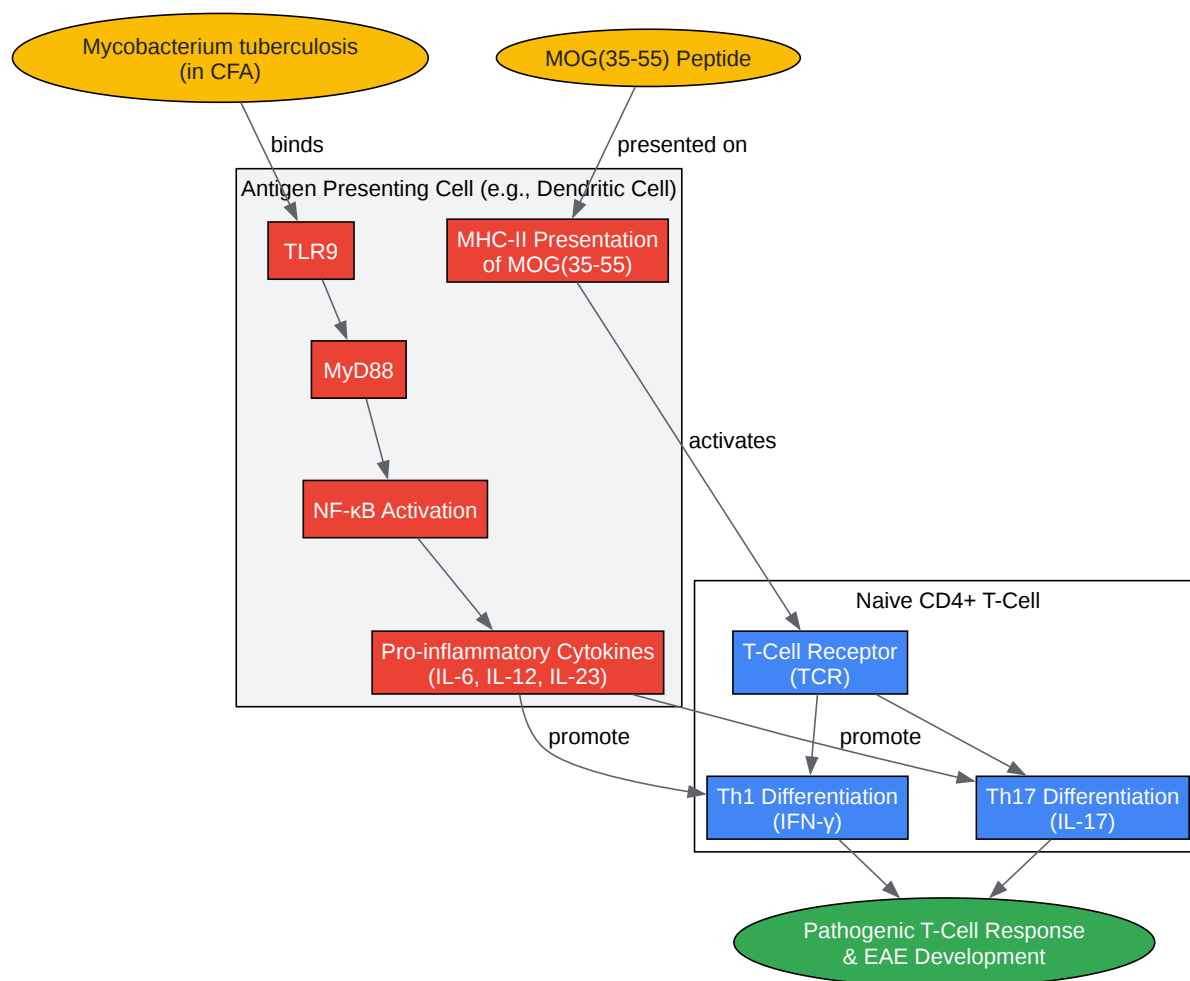 Mycobacterium tuberculosis
(in CFA)
MOG(35-55) Peptide
binds
presented on
Antigen Presenting Cell (e.g., Dendritic Cell)
TLR9
MHC-II Presentation
of MOG(35-55)
MyD88
activates
NF-κB Activation
Naive CD4+ T-Cell
Pro-inflammatory Cytokines
(IL-6, IL-12, IL-23)
T-Cell Receptor
(TCR)
promote
promote
Th1 Differentiation
(IFN-γ)
Th17 Differentiation
(IL-17)
Pathogenic T-Cell Response
& EAE Development